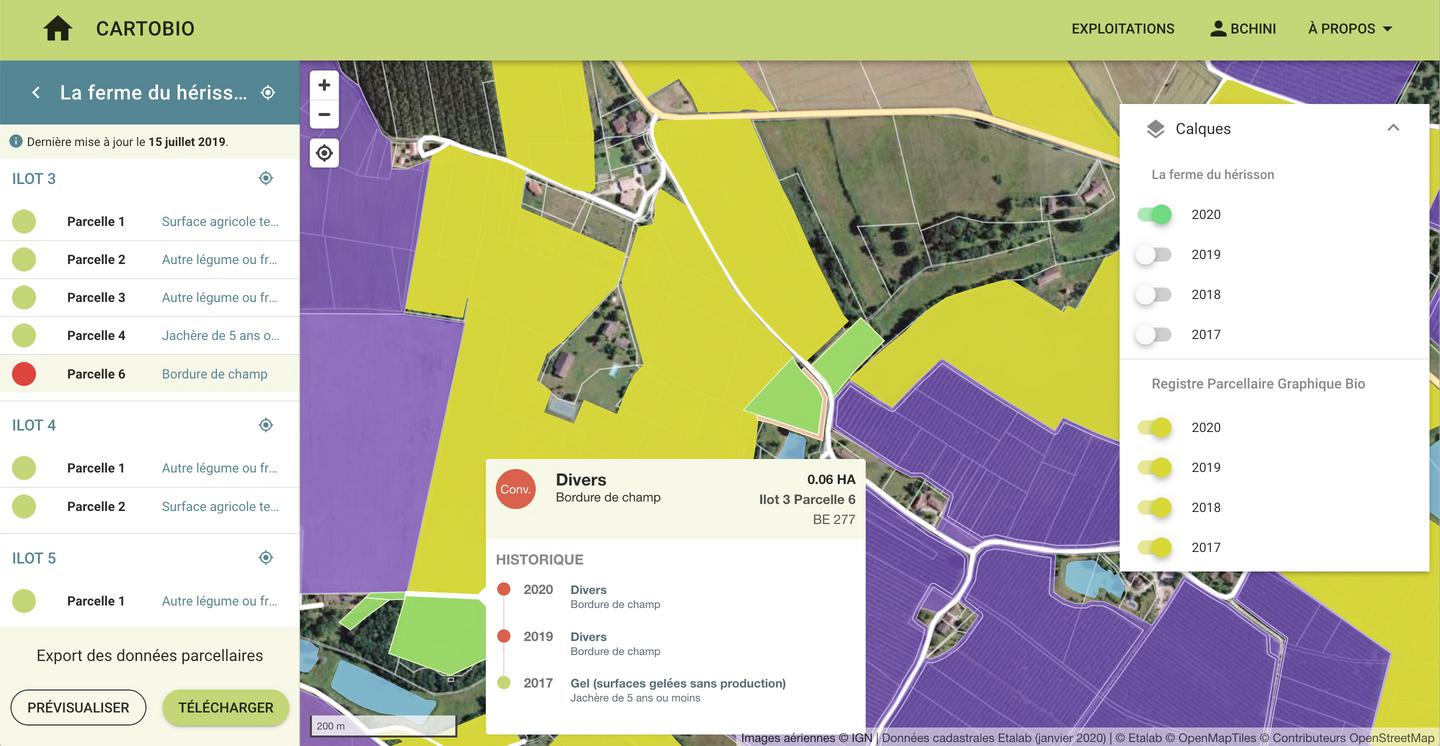 CARTOBIO
EXPLOITATIONS
BCHINI
À PROPOS
La ferme du hériss...
Dernière mise à jour le 15 juillet 2019.
ILOT 3
Parcelle 1 Surface agricole te...
Parcelle 2 Autre légume ou fr...
Parcelle 3 Autre légume ou fr...
Parcelle 4 Jachère de 5 ans o...
Parcelle 6 Bordure de champ
ILOT 4
Parcelle 1 Autre légume ou fr...
Parcelle 2 Surface agricole te...
ILOT 5
Parcelle 1 Autre légume ou fr...
Export des données parcellaires
PRÉVISUALISER
TÉLÉCHARGER
Calques
La ferme du hérisson
2020
2019
2018
2017
Registre Parcellaire Graphique Bio
2020
2019
2018
2017
Conv.
Divers
Bordure de champ
0.06 HA
Ilot 3 Parcelle 6
BE 277
HISTORIQUE
2020 Divers
Bordure de champ
2019 Divers
Bordure de champ
2017 Gel (surfaces gelées sans production)
Jachère de 5 ans ou moins
200 m
Images aériennes © IGN | Données cadastrales Etalab (janvier 2020) | © Etalab © OpenMapTiles © Contributeurs OpenStreetMap